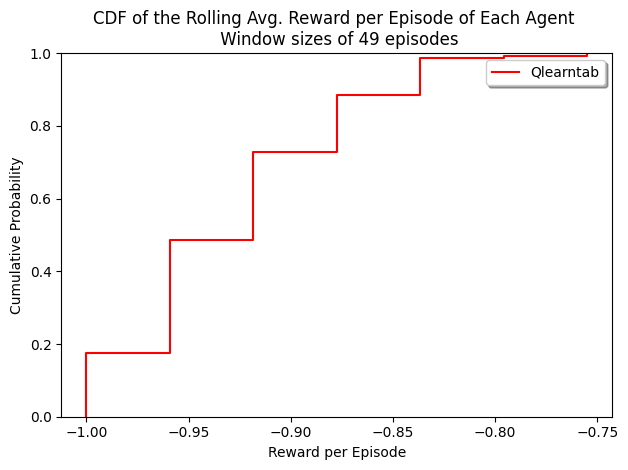 CDF of the Rolling Avg. Reward per Episode of Each Agent
Window sizes of 49 episodes
Qlearntab
1.0
0.8
0.6
0.4
0.2
0.0
Cumulative Probability
−1.00 −0.95 −0.90 −0.85 −0.80 −0.75
Reward per Episode